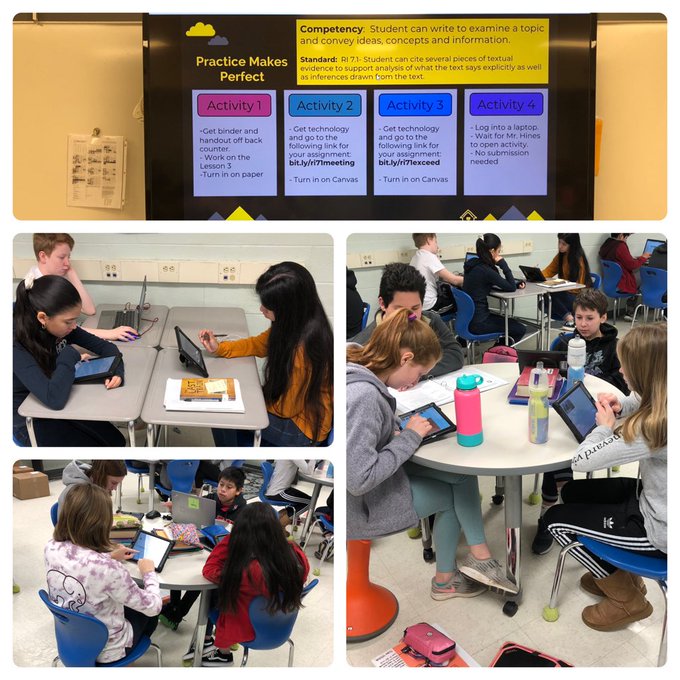 Practice Makes
Perfect
Competency: Student can write to examine a topic
and convey ideas, concepts and information.
Standard: RI 7.1- Student can cite several pieces of textual
evidence to support analysis of what the text says explicitly as
well as inferences drawn from the text.
Activity 1
-Get binder and
handout off back
counter.
- Work on the
Lesson 3
-Turn in on paper
Activity 2
- Get technology
and go to the
following link for
your assignment:
bit.ly/ri71meeting
- Turn in on Canvas
Activity 3
- Get technology
and go to the
following link for
your assignment:
bit.ly/ri71exceed
- Turn in on Canvas
Activity 4
- Log into a laptop.
- Wait for Mr. Hines
to open activity.
- No submission
needed